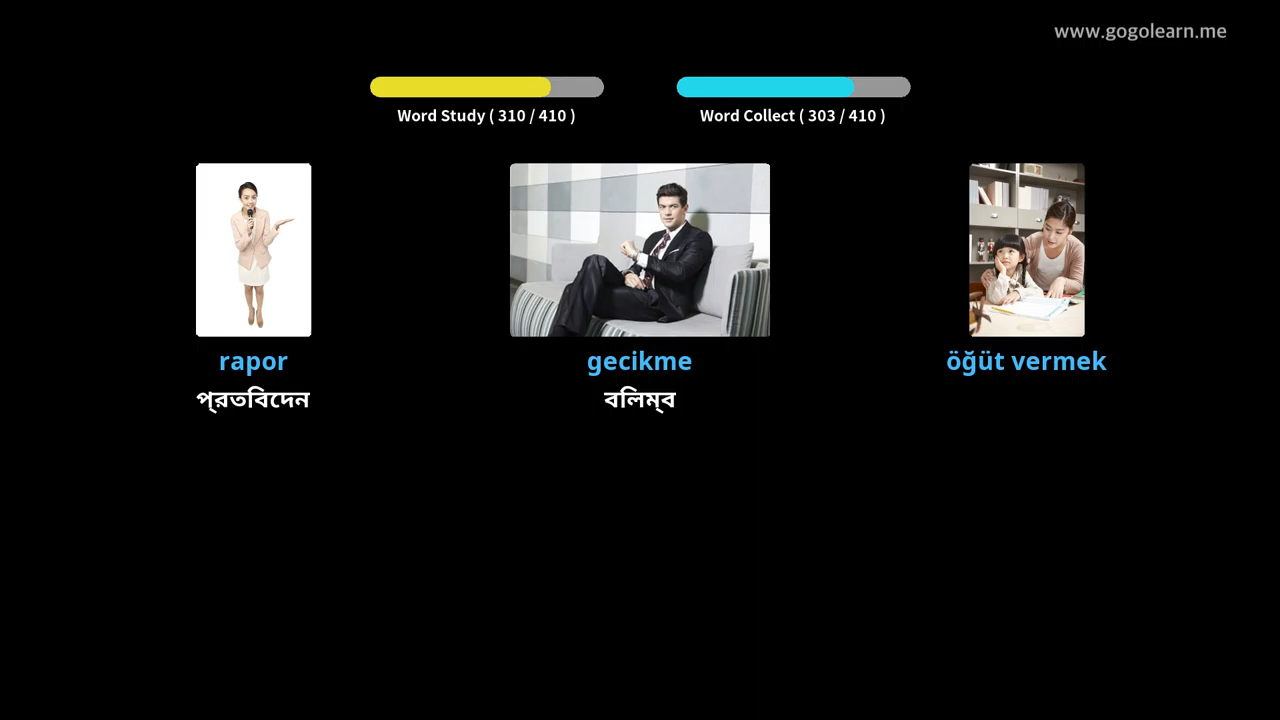 www.gogolearn.me
Word Study ( 310 / 410 )
Word Collect ( 303 / 410 )
rapor
gecikme
öğüt vermek
প্রতিবেদন
বিলম্ব